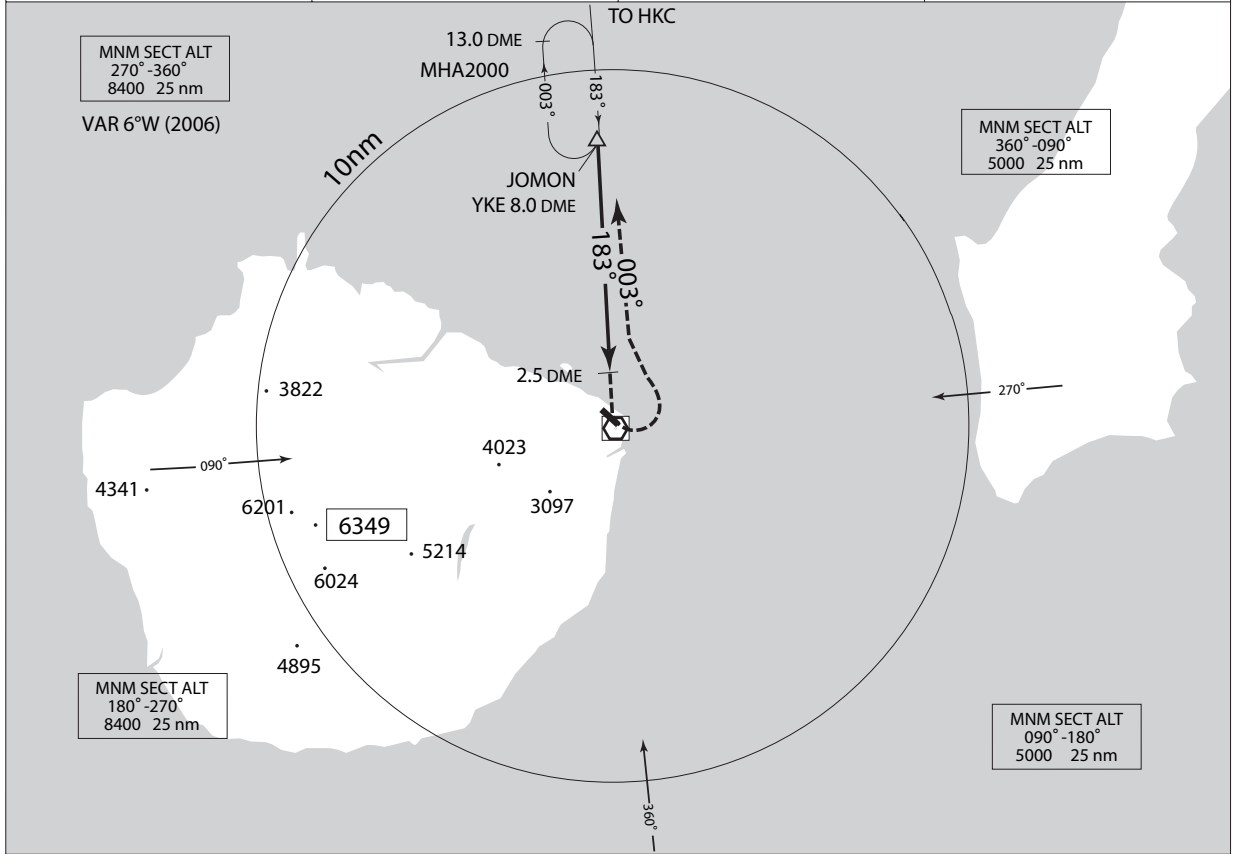 TO HKC
13.0 DME
MHA2000
MNM SECT ALT
270° -360°
8400 25 nm
VAR 6°W (2006)
003°
183°
10nm
JOMON
YKE 8.0 DME
MNM SECT ALT
360° -090°
5000 25 nm
183°
003°
2.5 DME
3822
270°
4023
090°
4341
6201
6349
3097
5214
6024
4895
MNM SECT ALT
180° -270°
8400 25 nm
MNM SECT ALT
090° -180°
5000 25 nm
360°